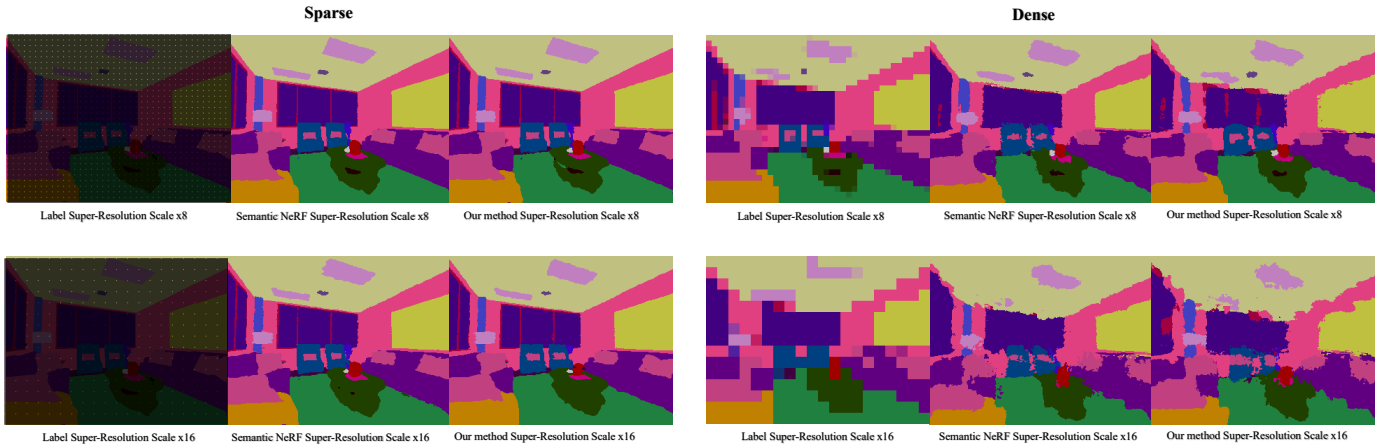 Sparse
Dense
Label Super-Resolution Scale x8
Semantic NeRF Super-Resolution Scale x8
Our method Super-Resolution Scale x8
Label Super-Resolution Scale x8
Semantic NeRF Super-Resolution Scale x8
Our method Super-Resolution Scale x8
Label Super-Resolution Scale x16
Semantic NeRF Super-Resolution Scale x16
Our method Super-Resolution Scale x16
Label Super-Resolution Scale x16
Semantic NeRF Super-Resolution Scale x16
Our method Super-Resolution Scale x16